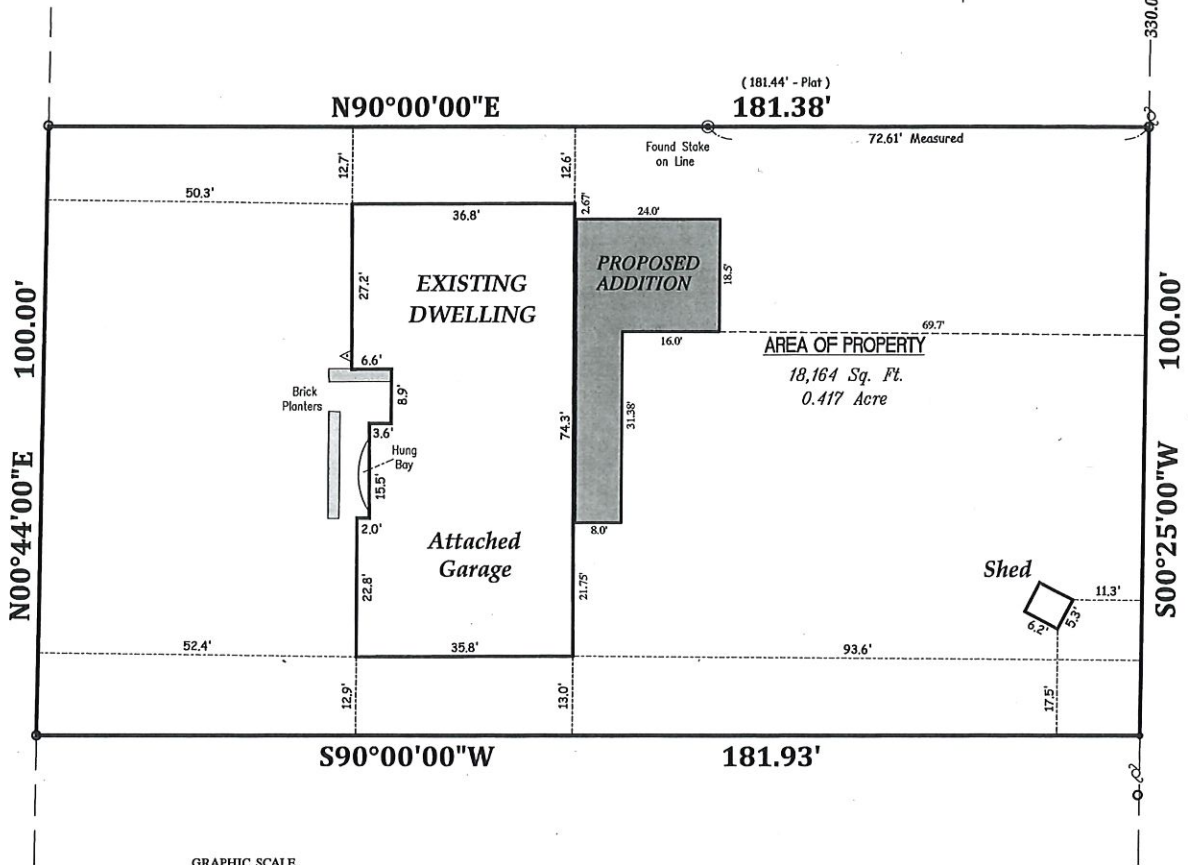 330.0
( 181.44' - Plat )
N90°00'00"E
181.38'
72.61' Measured
Found Stake
on Line
12.7'
12.6'
50.3'
36.8'
2.67'
24.0'
PROPOSED
ADDITION
18.5'
EXISTING
DWELLING
27.2'
100.00'
100.00'
69.7'
16.0'
AREA OF PROPERTY
18,164 Sq. Ft.
0.417 Acre
6.6'
8.9'
Brick
Planters
3.6'
Hung
Bay
15.5'
74.3'
31.38'
N00°44'00"E
S00°25'00"W
2.0'
8.0'
Attached
Garage
22.8'
21.75'
Shed
11.3'
6.2'
5.3'
52.4'
35.8'
93.6'
12.9'
13.0'
17.5'
S90°00'00"W
181.93'
GRAPHIC SCALE